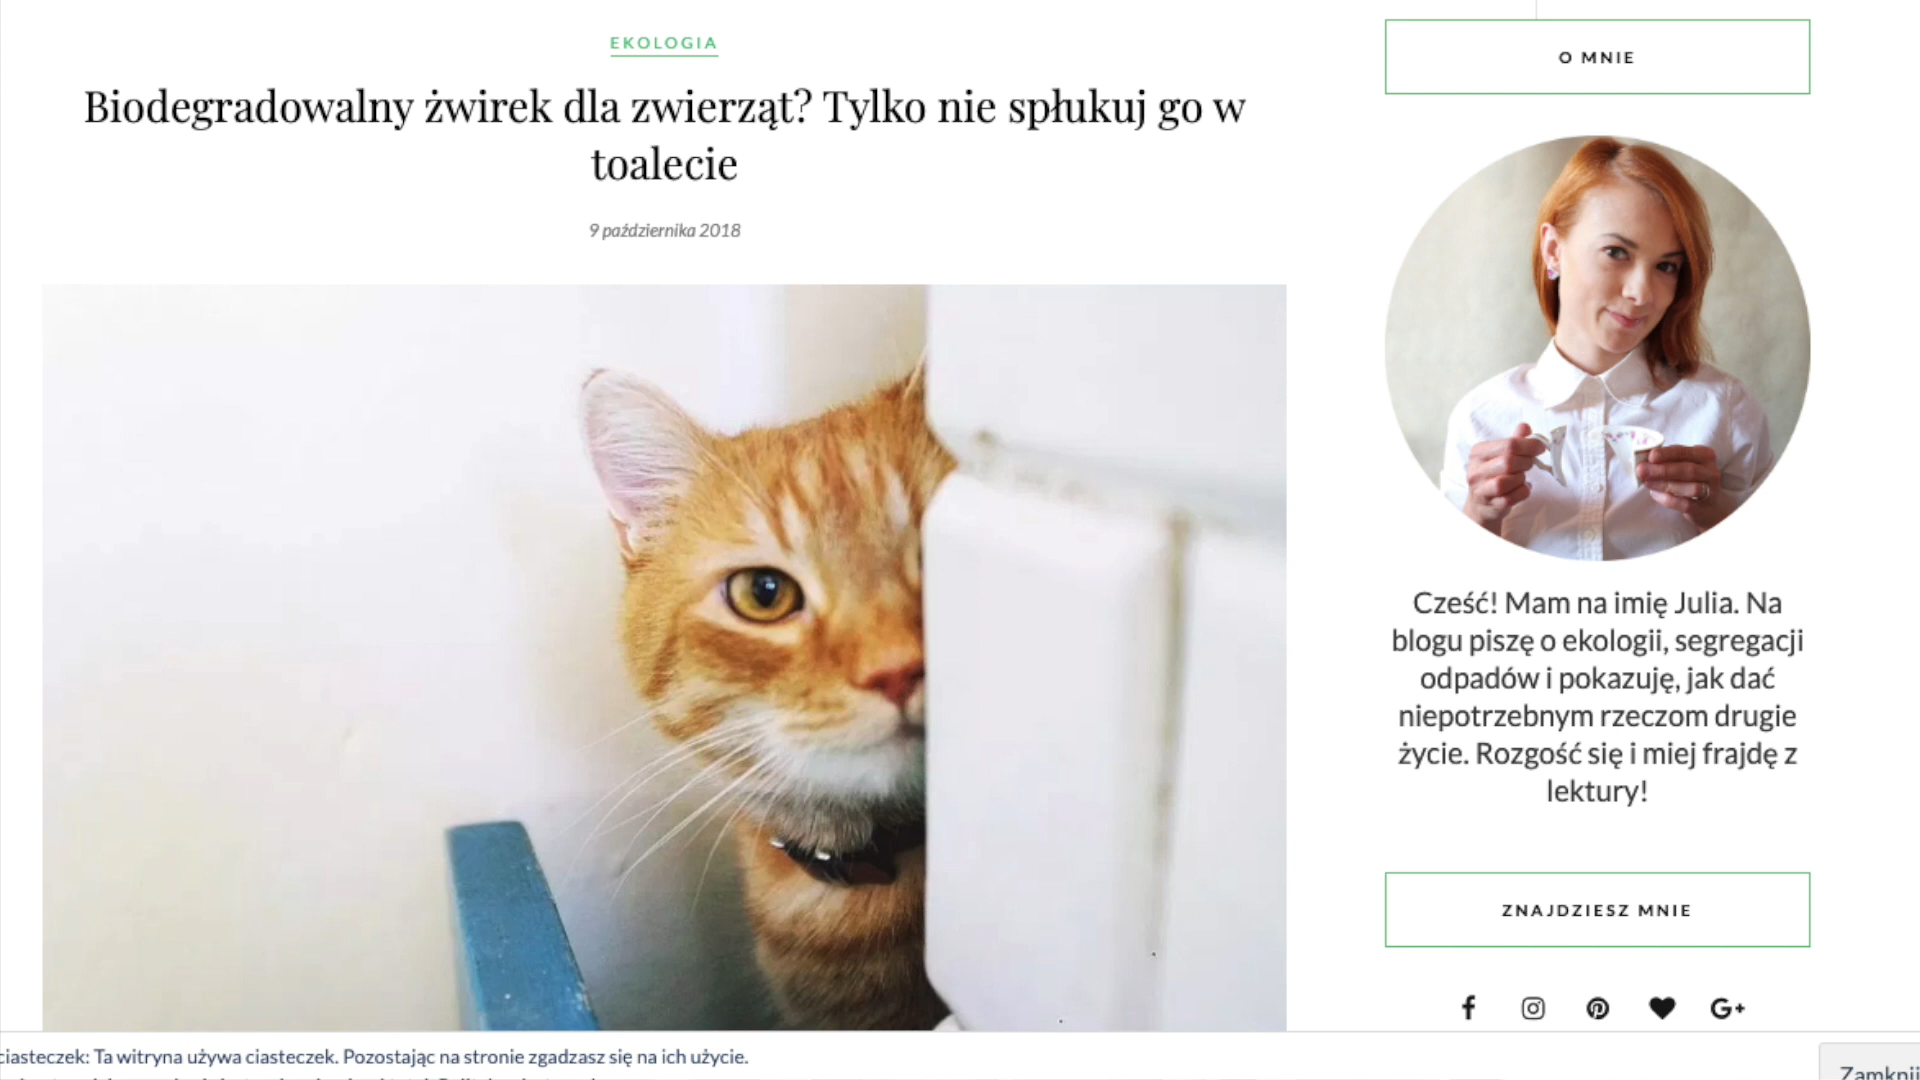 EKOLOGIA
Biodegradowalny żwirek dla zwierząt? Tylko nie spłukuj go w
toalecie
9 października 2018
O MNIE
Cześć! Mam na imię Julia. Na
blogu piszę o ekologii, segregacji
odpadów i pokazuję, jak dać
niepotrzebnym rzeczom drugie
życie. Rozgość się i miej frajdę z
lektury!
ZNAJDZIESZ MNIE
ciasteczek: Ta witryna używa ciasteczek. Pozostając na stronie zgadzasz się na ich użycie.